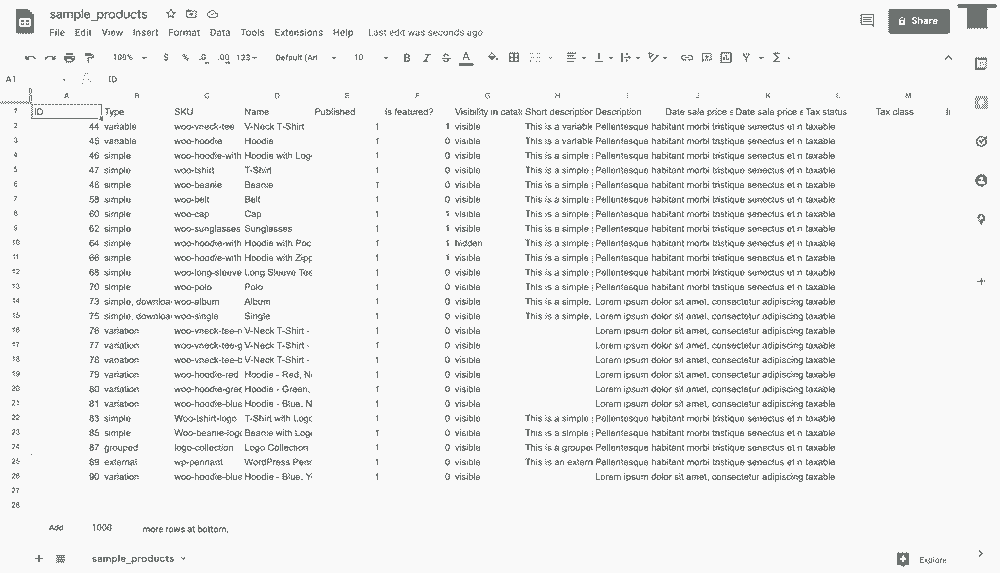 sample_products
File Edit View Insert Format Data Tools Extensions Help Last edit was seconds ago
Share
100% $ % .0 .00 123 Default (Ari 10 B I A
A1 ID
A B C D E F G H I J K L M
1 ID Type SKU Name Published Is featured? Visibility in catal Short description Description Date sale price s Date sale price e Tax status Tax class
2 44 variable woo-vneck-tee V-Neck T-Shirt 1 1 visible This is a variable Pellentesque habitant morbi tristique senectus et n taxable
3 45 variable woo-hoodie Hoodie 1 0 visible This is a variable Pellentesque habitant morbi tristique senectus et n taxable
4 46 simple woo-hoodie-with Hoodie with Log 1 0 visible This is a simple Pellentesque habitant morbi tristique senectus et n taxable
5 47 simple woo-tshirt T-Shirt 1 0 visible This is a simple Pellentesque habitant morbi tristique senectus et n taxable
6 48 simple woo-beanie Beanie 1 0 visible This is a simple Pellentesque habitant morbi tristique senectus et n taxable
7 58 simple woo-belt Belt 1 0 visible This is a simple Pellentesque habitant morbi tristique senectus et n taxable
8 60 simple woo-cap Cap 1 1 visible This is a simple Pellentesque habitant morbi tristique senectus et n taxable
9 62 simple woo-sunglasses Sunglasses 1 1 visible This is a simple Pellentesque habitant morbi tristique senectus et n taxable
10 64 simple woo-hoodie-with Hoodie with Poc 1 1 hidden This is a simple Pellentesque habitant morbi tristique senectus et n taxable
11 66 simple woo-hoodie-with Hoodie with Zipp 1 1 visible This is a simple Pellentesque habitant morbi tristique senectus et n taxable
12 68 simple woo-long-sleeve Long Sleeve Tee 1 0 visible This is a simple Pellentesque habitant morbi tristique senectus et n taxable
13 70 simple woo-polo Polo 1 0 visible This is a simple Pellentesque habitant morbi tristique senectus et n taxable
14 73 simple, downloa woo-album Album 1 0 visible This is a simple, Lorem ipsum dolor sit amet, consectetur adipiscing taxable
15 75 simple, downloa woo-single Single 1 0 visible This is a simple, Lorem ipsum dolor sit amet, consectetur adipiscing taxable
16 76 variation woo-vneck-tee-r V-Neck T-Shirt - 1 0 visible Lorem ipsum dolor sit amet, consectetur adipiscing taxable
17 77 variation woo-vneck-tee-g V-Neck T-Shirt - 1 0 visible Lorem ipsum dolor sit amet, consectetur adipiscing taxable
18 78 variation woo-vneck-tee-b V-Neck T-Shirt - 1 0 visible Lorem ipsum dolor sit amet, consectetur adipiscing taxable
19 79 variation woo-hoodie-red Hoodie - Red, N 1 0 visible Lorem ipsum dolor sit amet, consectetur adipiscing taxable
20 80 variation woo-hoodie-gree Hoodie - Green, 1 0 visible Lorem ipsum dolor sit amet, consectetur adipiscing taxable
21 81 variation woo-hoodie-blue Hoodie - Blue, N 1 0 visible Lorem ipsum dolor sit amet, consectetur adipiscing taxable
22 83 simple Woo-tshirt-logo T-Shirt with Logo 1 0 visible This is a simple Pellentesque habitant morbi tristique senectus et n taxable
23 85 simple Woo-beanie-logo Beanie with Logo 1 0 visible This is a simple Pellentesque habitant morbi tristique senectus et n taxable
24 87 grouped logo-collection Logo Collection 1 0 visible This is a groupe Pellentesque habitant morbi tristique senectus et n taxable
25 89 external wp-pennant WordPress Penn 1 0 visible This is an extern Pellentesque habitant morbi tristique senectus et n taxable
26 90 variation woo-hoodie-blue Hoodie - Blue, Y 1 0 visible Lorem ipsum dolor sit amet, consectetur adipiscing taxable
27
28
Add 1000 more rows at bottom.
sample_products
Explore